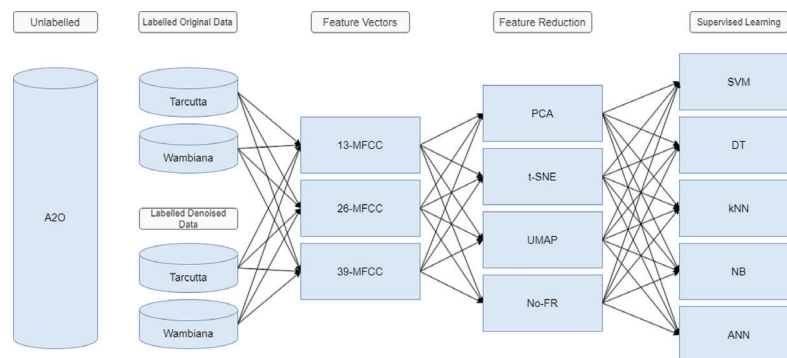 Unlabelled
Labelled Original Data
Feature Vectors
Feature Reduction
Supervised Learning
A2O
Tarcutta
Wambiana
Labelled Denoised
Data
Tarcutta
Wambiana
13-MFCC
26-MFCC
39-MFCC
PCA
t-SNE
UMAP
No-FR
SVM
DT
kNN
NB
ANN